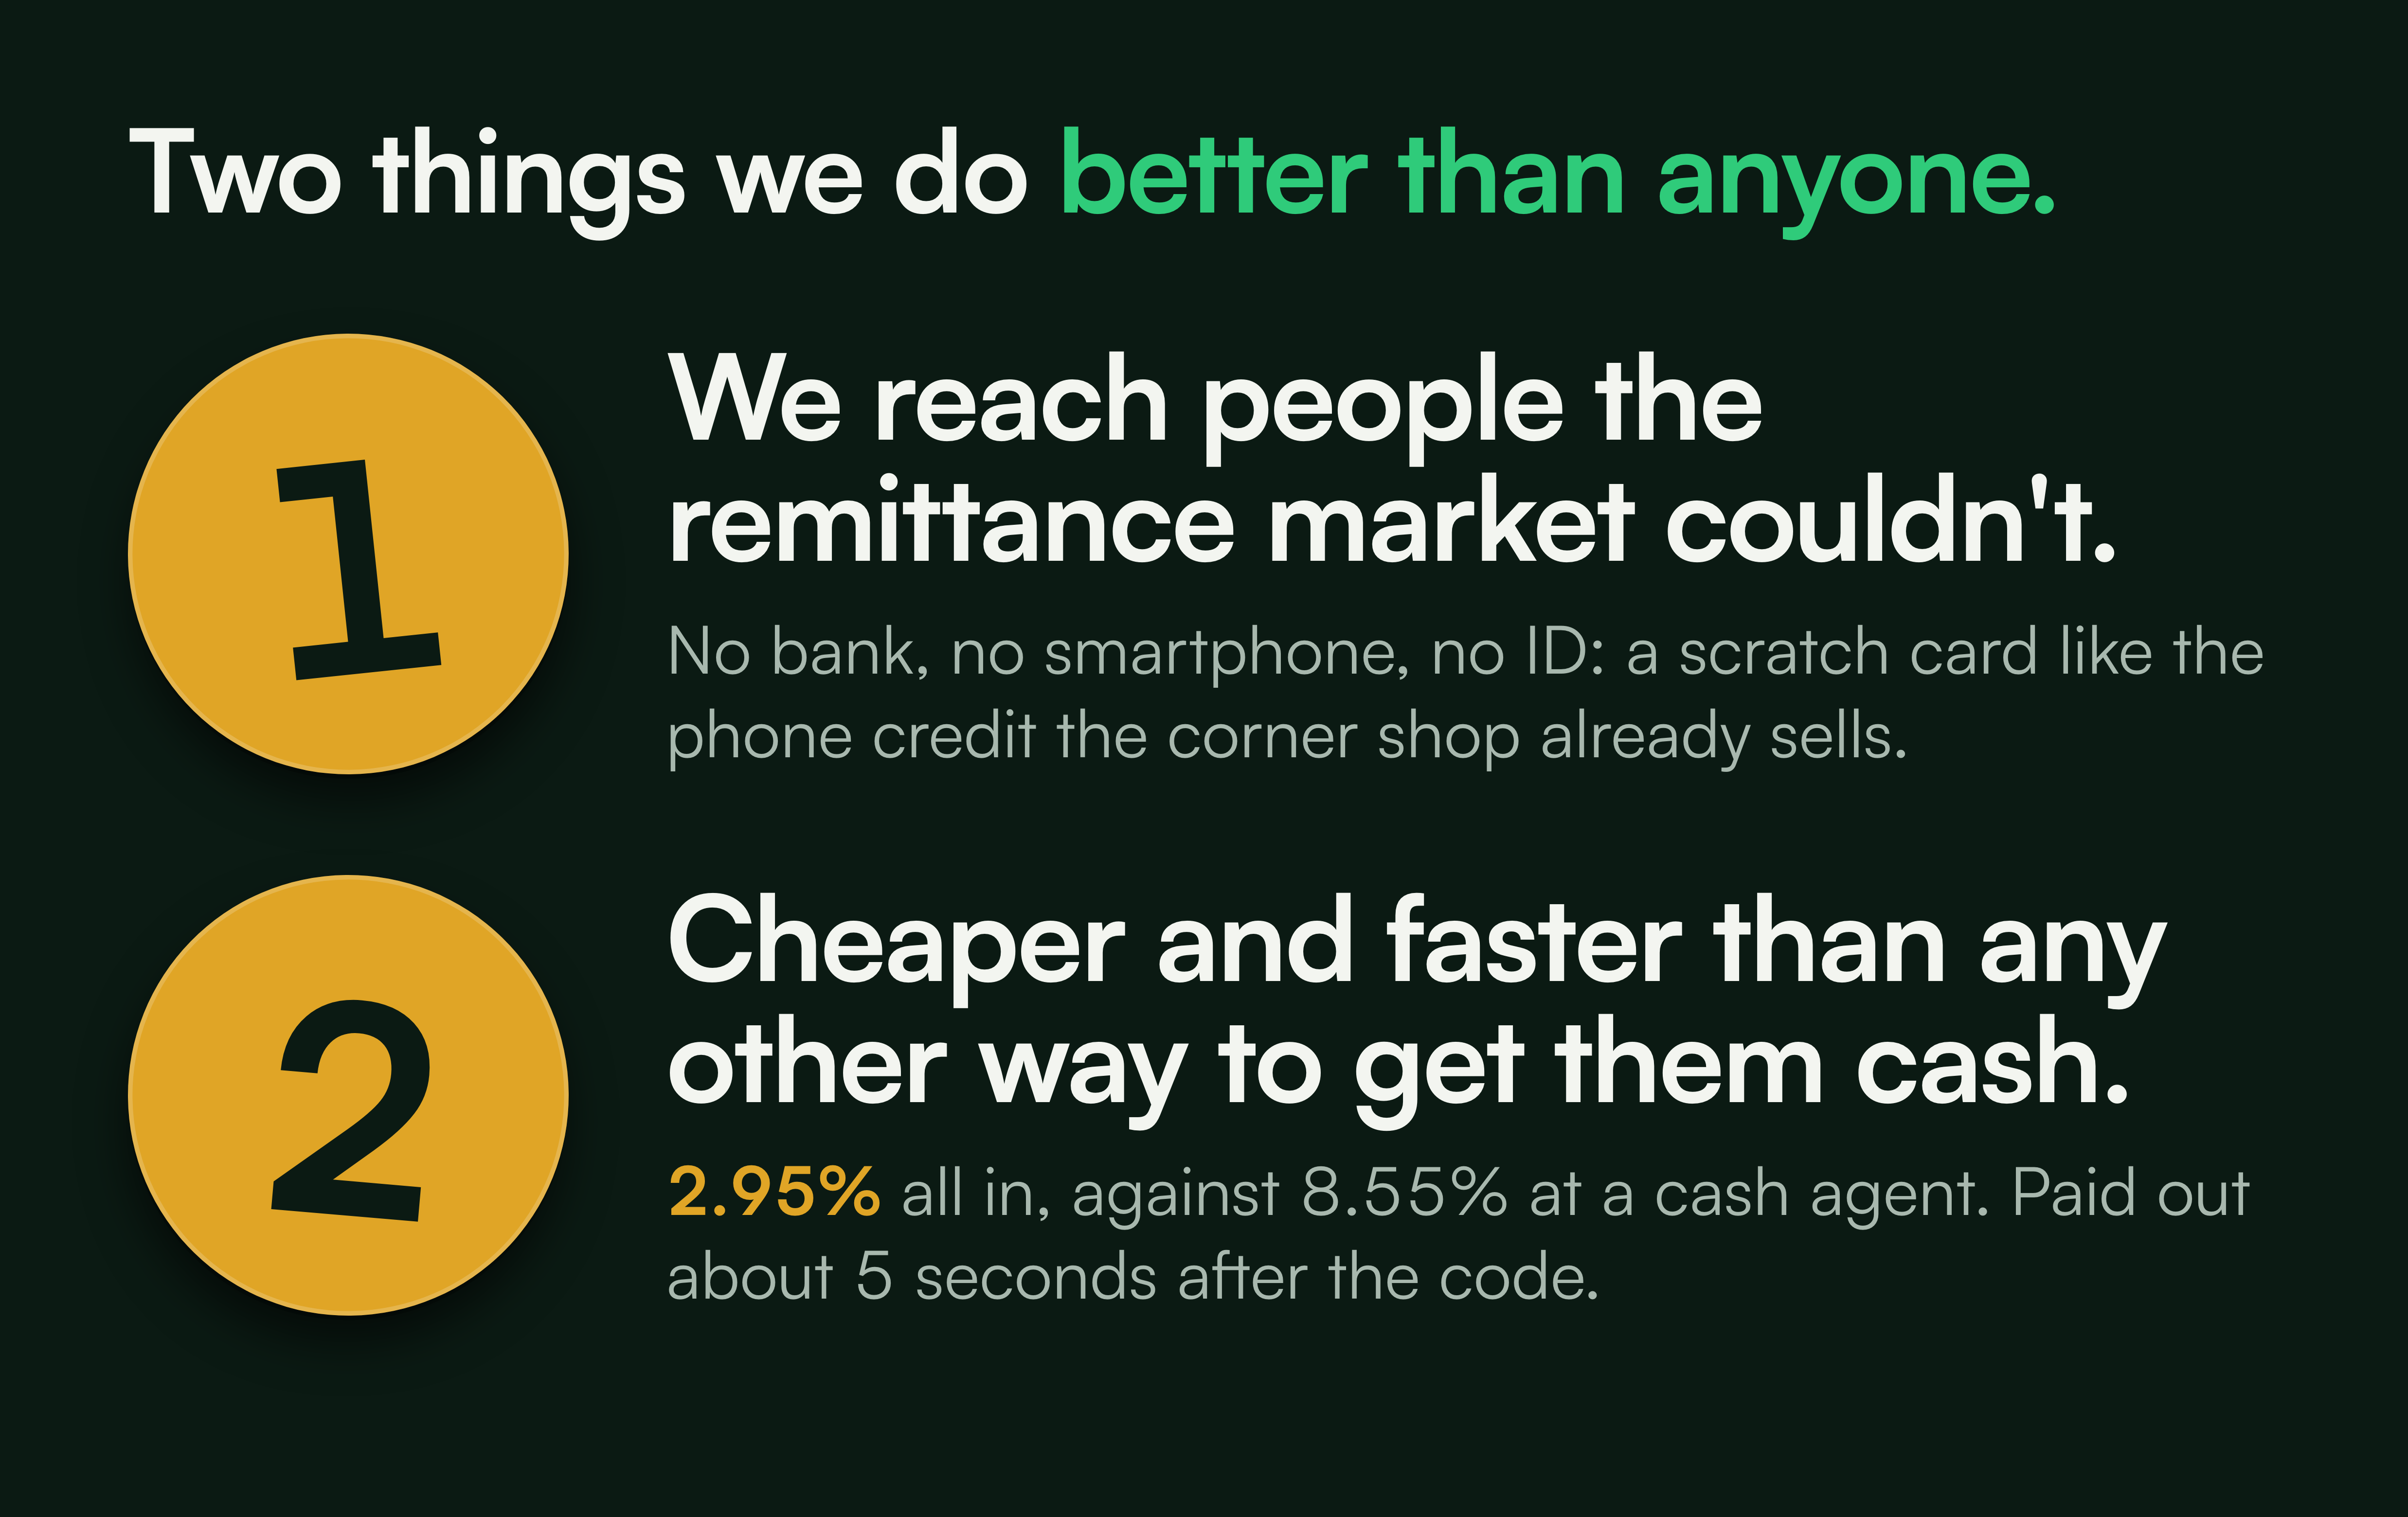 Two things we do better than anyone.
1
We reach people the
remittance market couldn't.
No bank, no smartphone, no ID: a scratch card like the
phone credit the corner shop already sells.
2
Cheaper and faster than any
other way to get them cash.
2.95% all in, against 8.55% at a cash agent. Paid out
about 5 seconds after the code.